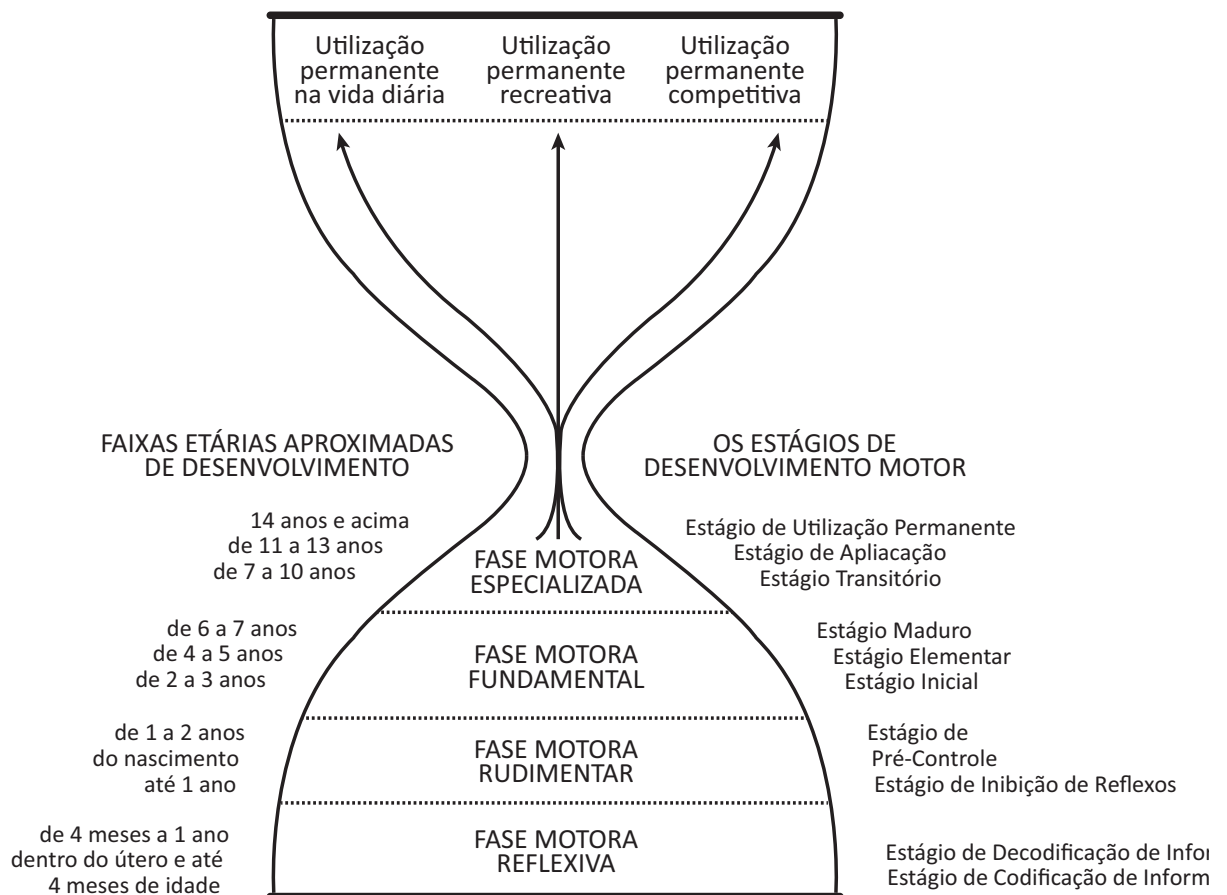 Utilização
permanente
na vida diária
Utilização
permanente
recreativa
Utilização
permanente
competitiva
FAIXAS ETÁRIAS APROXIMADAS
DE DESENVOLVIMENTO
OS ESTÁGIOS DE
DESENVOLVIMENTO MOTOR
14 anos e acima
de 11 a 13 anos
de 7 a 10 anos
FASE MOTORA
ESPECIALIZADA
Estágio de Utilização Permanente
Estágio de Apliacação
Estágio Transitório
de 6 a 7 anos
de 4 a 5 anos
de 2 a 3 anos
FASE MOTORA
FUNDAMENTAL
Estágio Maduro
Estágio Elementar
Estágio Inicial
de 1 a 2 anos
do nascimento
até 1 ano
FASE MOTORA
RUDIMENTAR
Estágio de
Pré-Controle
Estágio de Inibição de Reflexos
de 4 meses a 1 ano
dentro do útero e até
4 meses de idade
FASE MOTORA
REFLEXIVA
Estágio de Decodificação de
Estágio de Codificação de